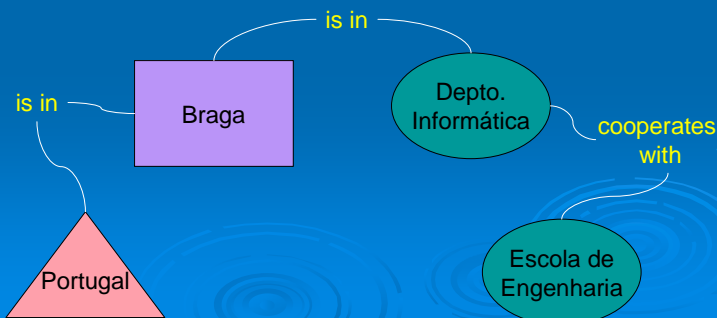 is in
is in
Braga
Depto.
Informática
cooperates
with
Portugal
Escola de
Engenharia